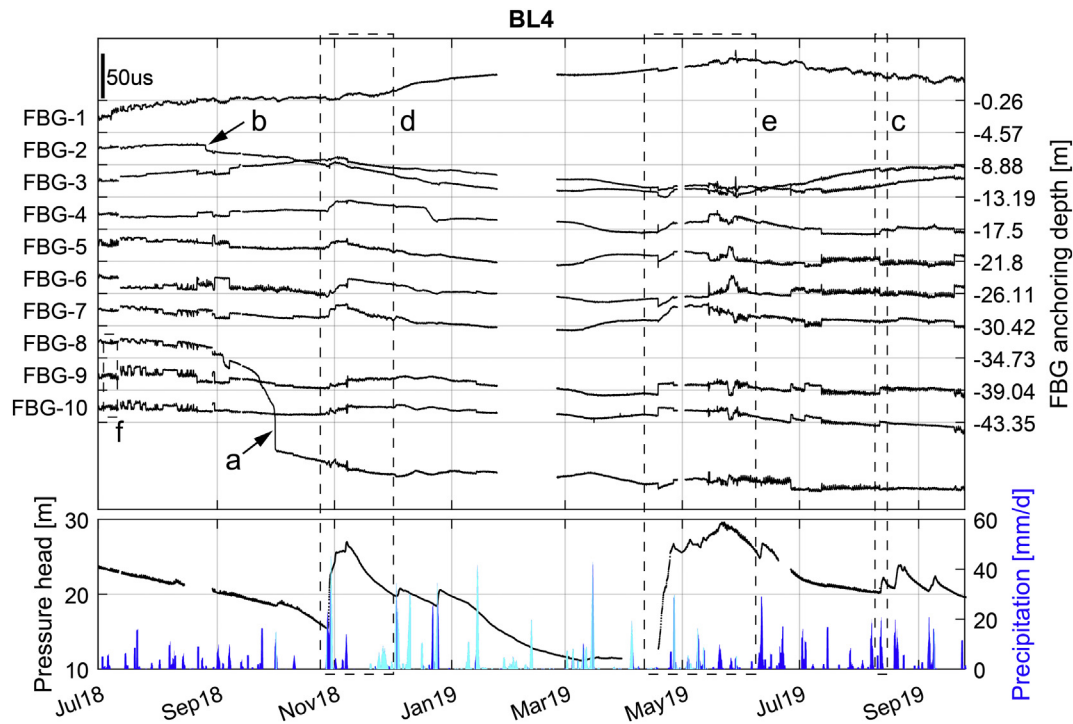 BL4
50us
FBG-1
FBG-2
FBG-3
FBG-4
FBG-5
FBG-6
FBG-7
FBG-8
FBG-9
FBG-10
b
d
e
c
a
f
-0.26
-4.57
-8.88
-13.19
-17.5
-21.8
-26.11
-30.42
-34.73
-39.04
-43.35
FBG anchoring depth [m]
Pressure head [m]
30
20
10
60
40
20
0
Precipitation [mm/d]
Jul18 Sep18 Nov18 Jan19 Mar19 May19 Jul19 Sep19